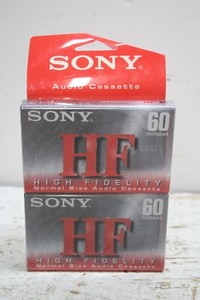 SONY
Audio Cassette
SONY
60
minutes
HF
HIGH FIDELITY
Normal Bias Audio Cassette
SONY
60
minutes
HF
HIGH FIDELITY
Normal Bias Audio Cassette